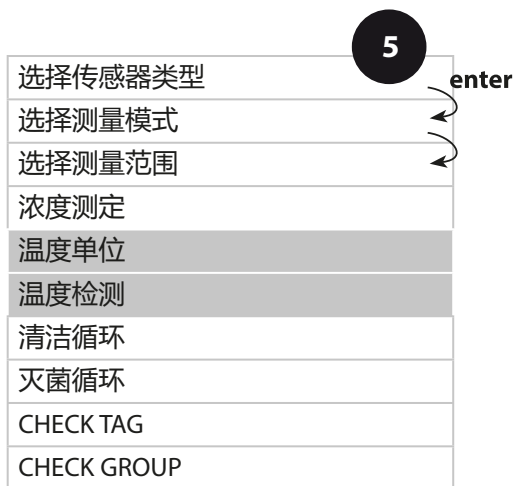 5
选择传感器类型
enter
选择测量模式
选择测量范围
浓度测定
温度单位
温度检测
清洁循环
灭菌循环
CHECK TAG
CHECK GROUP